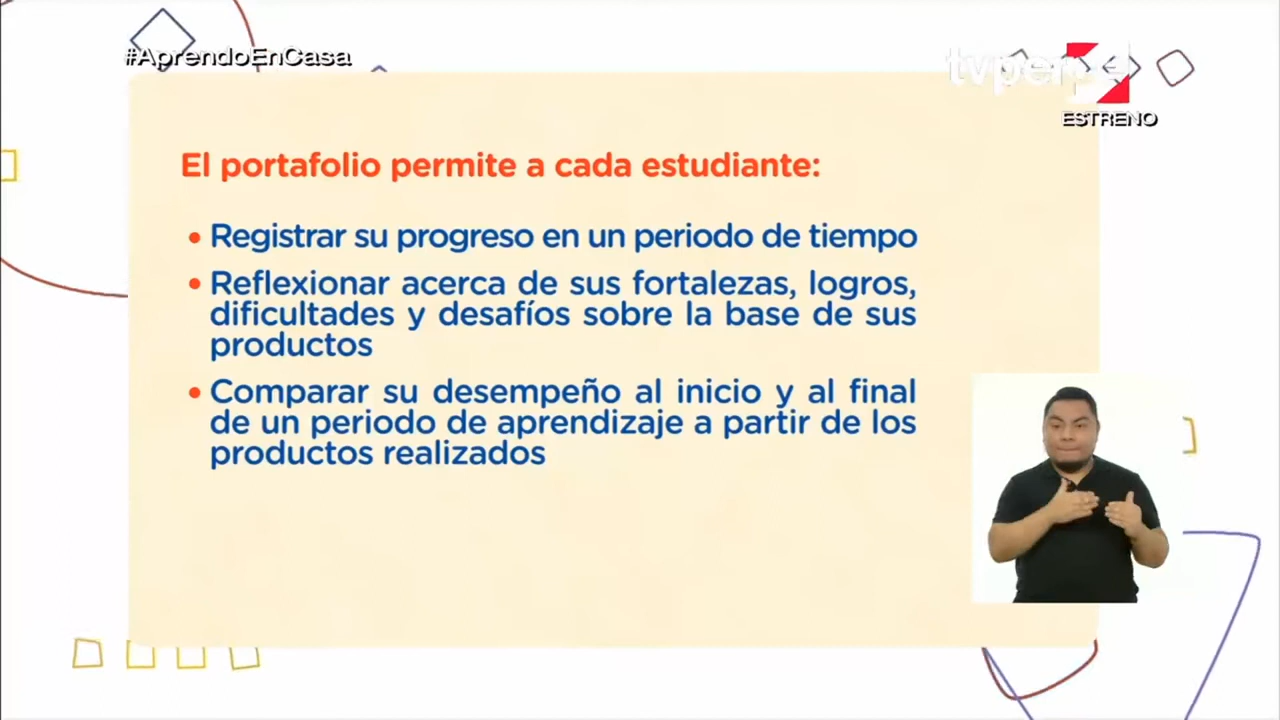 #AprendoEnCasa
tvperú
ESTRENO
El portafolio permite a cada estudiante:
• Registrar su progreso en un periodo de tiempo
• Reflexionar acerca de sus fortalezas, logros,
dificultades y desafíos sobre la base de sus
productos
• Comparar su desempeño al inicio y al final
de un periodo de aprendizaje a partir de los
productos realizados